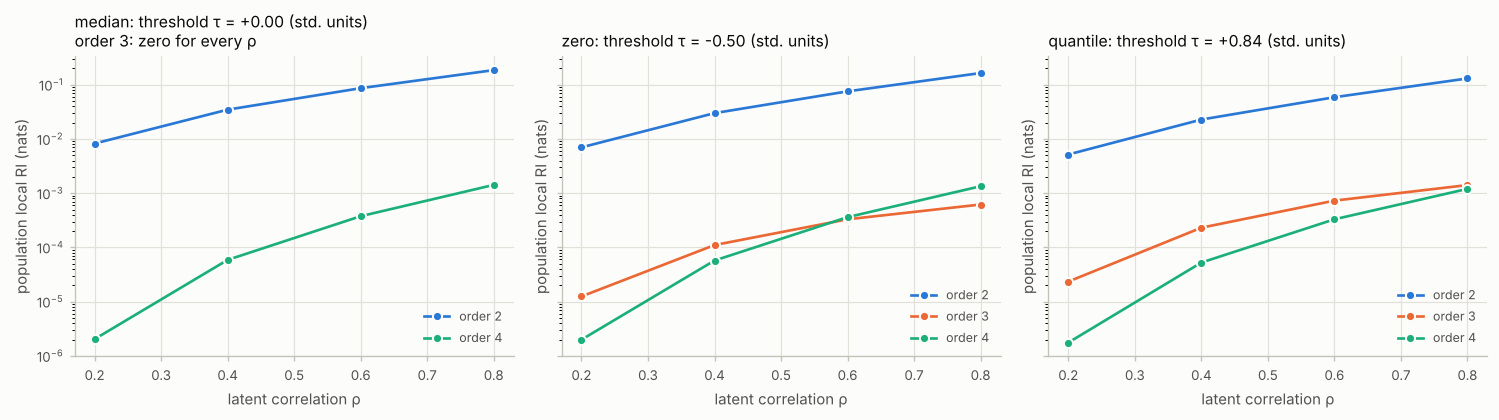 median: threshold τ = +0.00 (std. units)
order 3: zero for every ρ
population local RI (nats)
10⁻¹
10⁻²
10⁻³
10⁻⁴
10⁻⁵
10⁻⁶
order 2
order 4
0.2 0.3 0.4 0.5 0.6 0.7 0.8
latent correlation ρ
zero: threshold τ = -0.50 (std. units)
population local RI (nats)
order 2
order 3
order 4
0.2 0.3 0.4 0.5 0.6 0.7 0.8
latent correlation ρ
quantile: threshold τ = +0.84 (std. units)
population local RI (nats)
order 2
order 3
order 4
0.2 0.3 0.4 0.5 0.6 0.7 0.8
latent correlation ρ